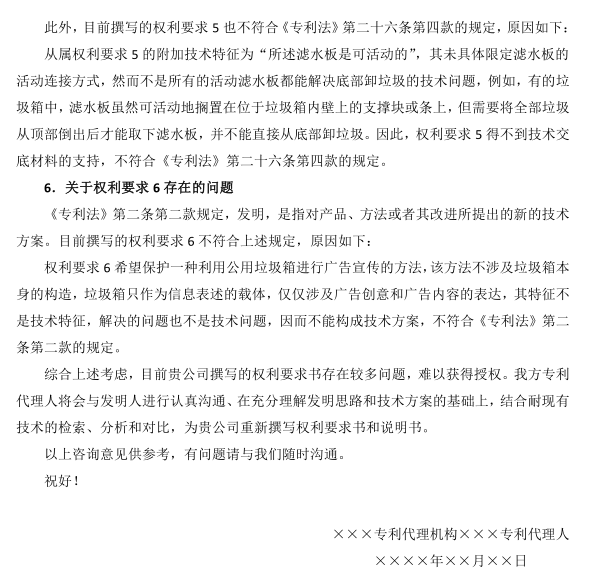 此外，目前撰写的权利要求 5 也不符合《专利法》第二十六条第四款的规定，原因如下：
从属权利要求 5 的附加技术特征为“所述滤水板是可活动的”，其未具体限定滤水板的
活动连接方式，然而不是所有的活动滤水板都能解决底部卸垃圾的技术问题，例如，有的垃
圾箱中，滤水板虽然可活动地搁置在位于垃圾箱内壁上的支撑块或条上，但需要将全部垃圾
从顶部倒出后才能取下滤水板，并不能直接从底部卸垃圾。因此，权利要求 5 得不到技术交
底材料的支持，不符合《专利法》第二十六条第四款的规定。
6．关于权利要求 6 存在的问题
《专利法》第二条第二款规定，发明，是指对产品、方法或者其改进所提出的新的技术
方案。目前撰写的权利要求 6 不符合上述规定，原因如下：
权利要求 6 希望保护一种利用公用垃圾箱进行广告宣传的方法，该方法不涉及垃圾箱本
身的构造，垃圾箱只作为信息表述的载体，仅仅涉及广告创意和广告内容的表达，其特征不
是技术特征，解决的问题也不是技术问题，因而不能构成技术方案，不符合《专利法》第二
条第二款的规定。
综合上述考虑，目前贵公司撰写的权利要求书存在较多问题，难以获得授权。我方专利
代理人将会与发明人进行认真沟通、在充分理解发明思路和技术方案的基础上，结合耐现有
技术的检索、分析和对比，为贵公司重新撰写权利要求书和说明书。
以上咨询意见供参考，有问题请与我们随时沟通。
祝好！
×××专利代理机构×××专利代理人
××××年××月××日